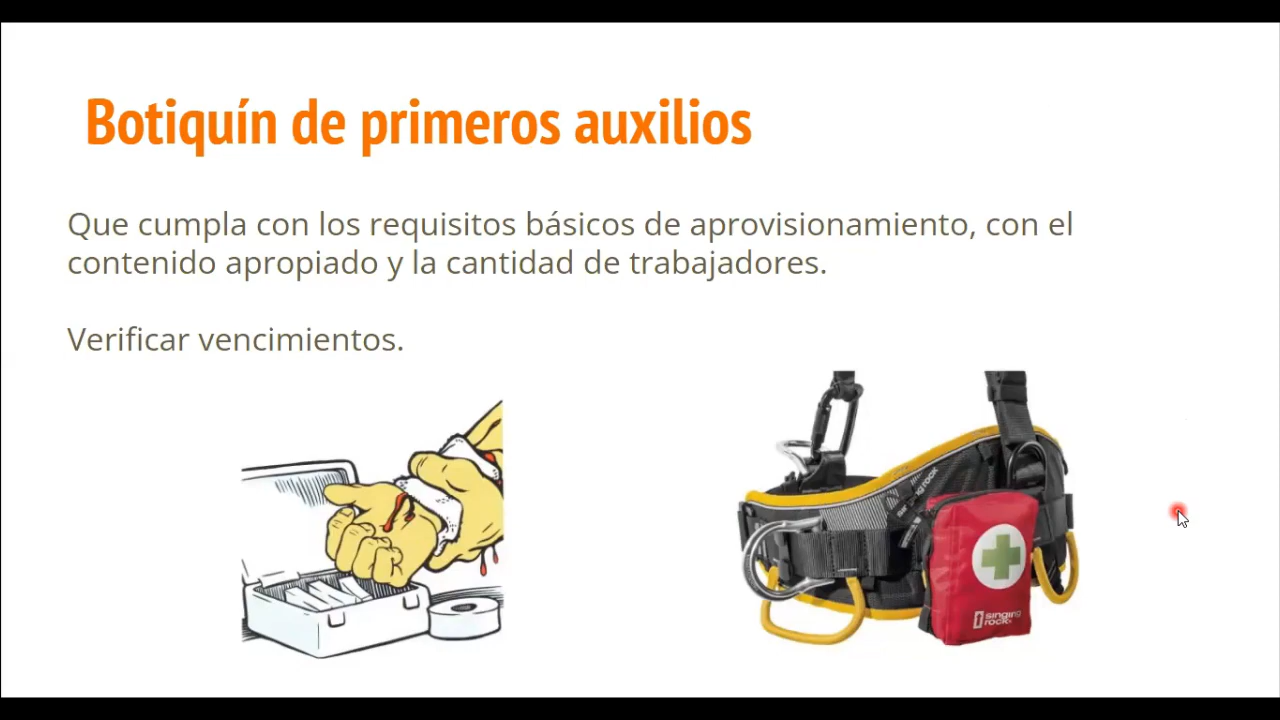 Botiquín de primeros auxilios
Que cumpla con los requisitos básicos de aprovisionamiento, con el
contenido apropiado y la cantidad de trabajadores.
Verificar vencimientos.
singing
rock